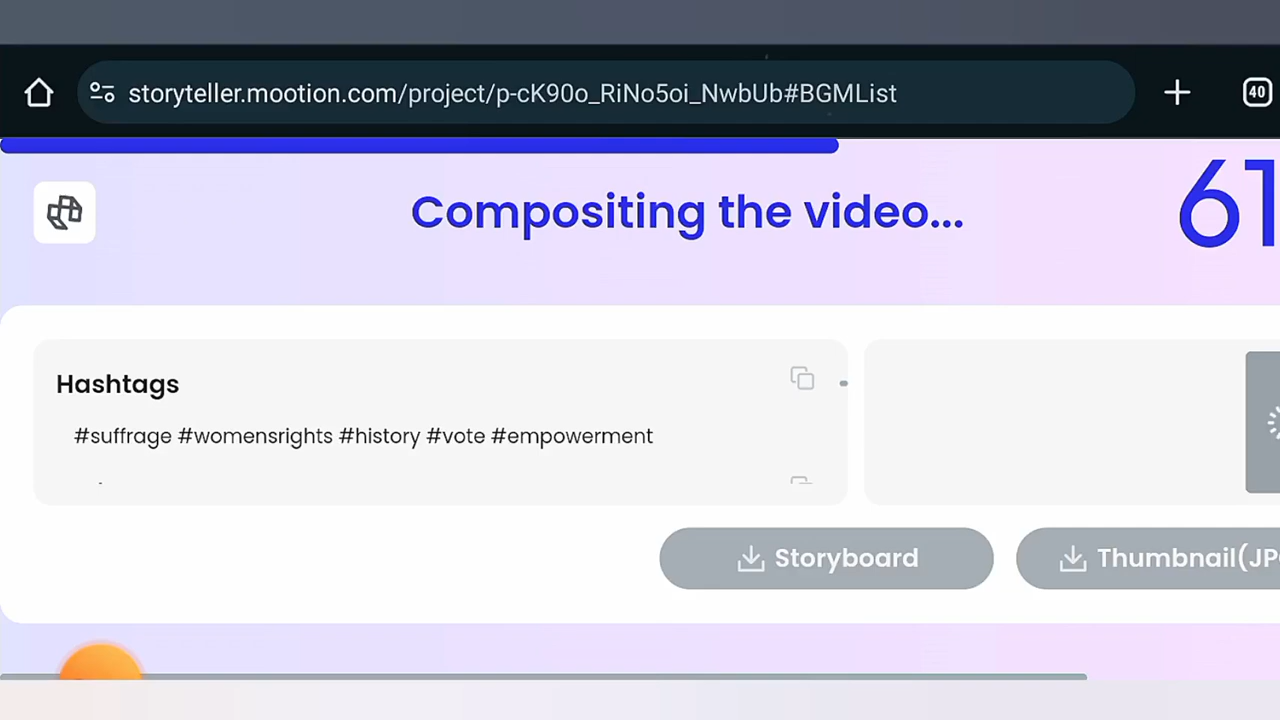 storyteller.mootion.com/project/p-cK90o_RiNo5oi_NwbUb#BGMList
40
Compositing the video...
61
Hashtags
#suffrage #womensrights #history #vote #empowerment
Storyboard
Thumbnail(JP